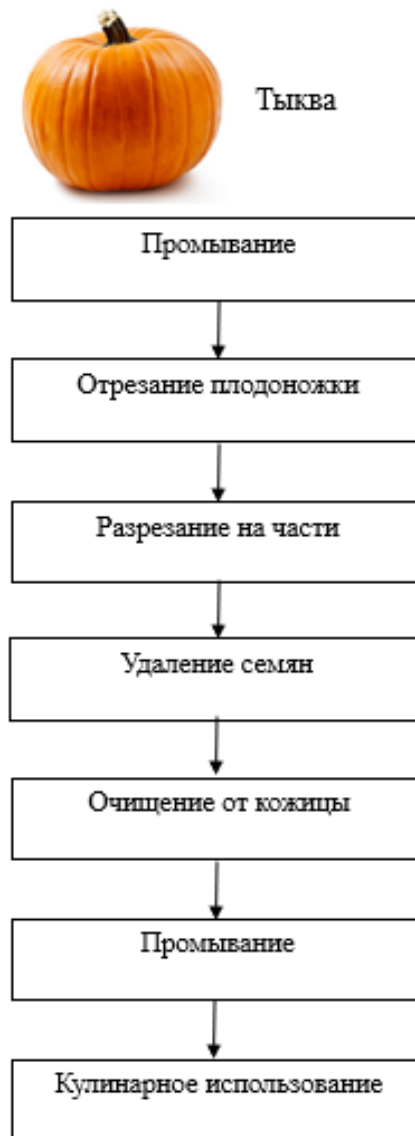 Тыква
Промывание
Отрезание плодоножки
Разрезание на части
Удаление семян
Очищение от кожицы
Промывание
Кулинарное использование